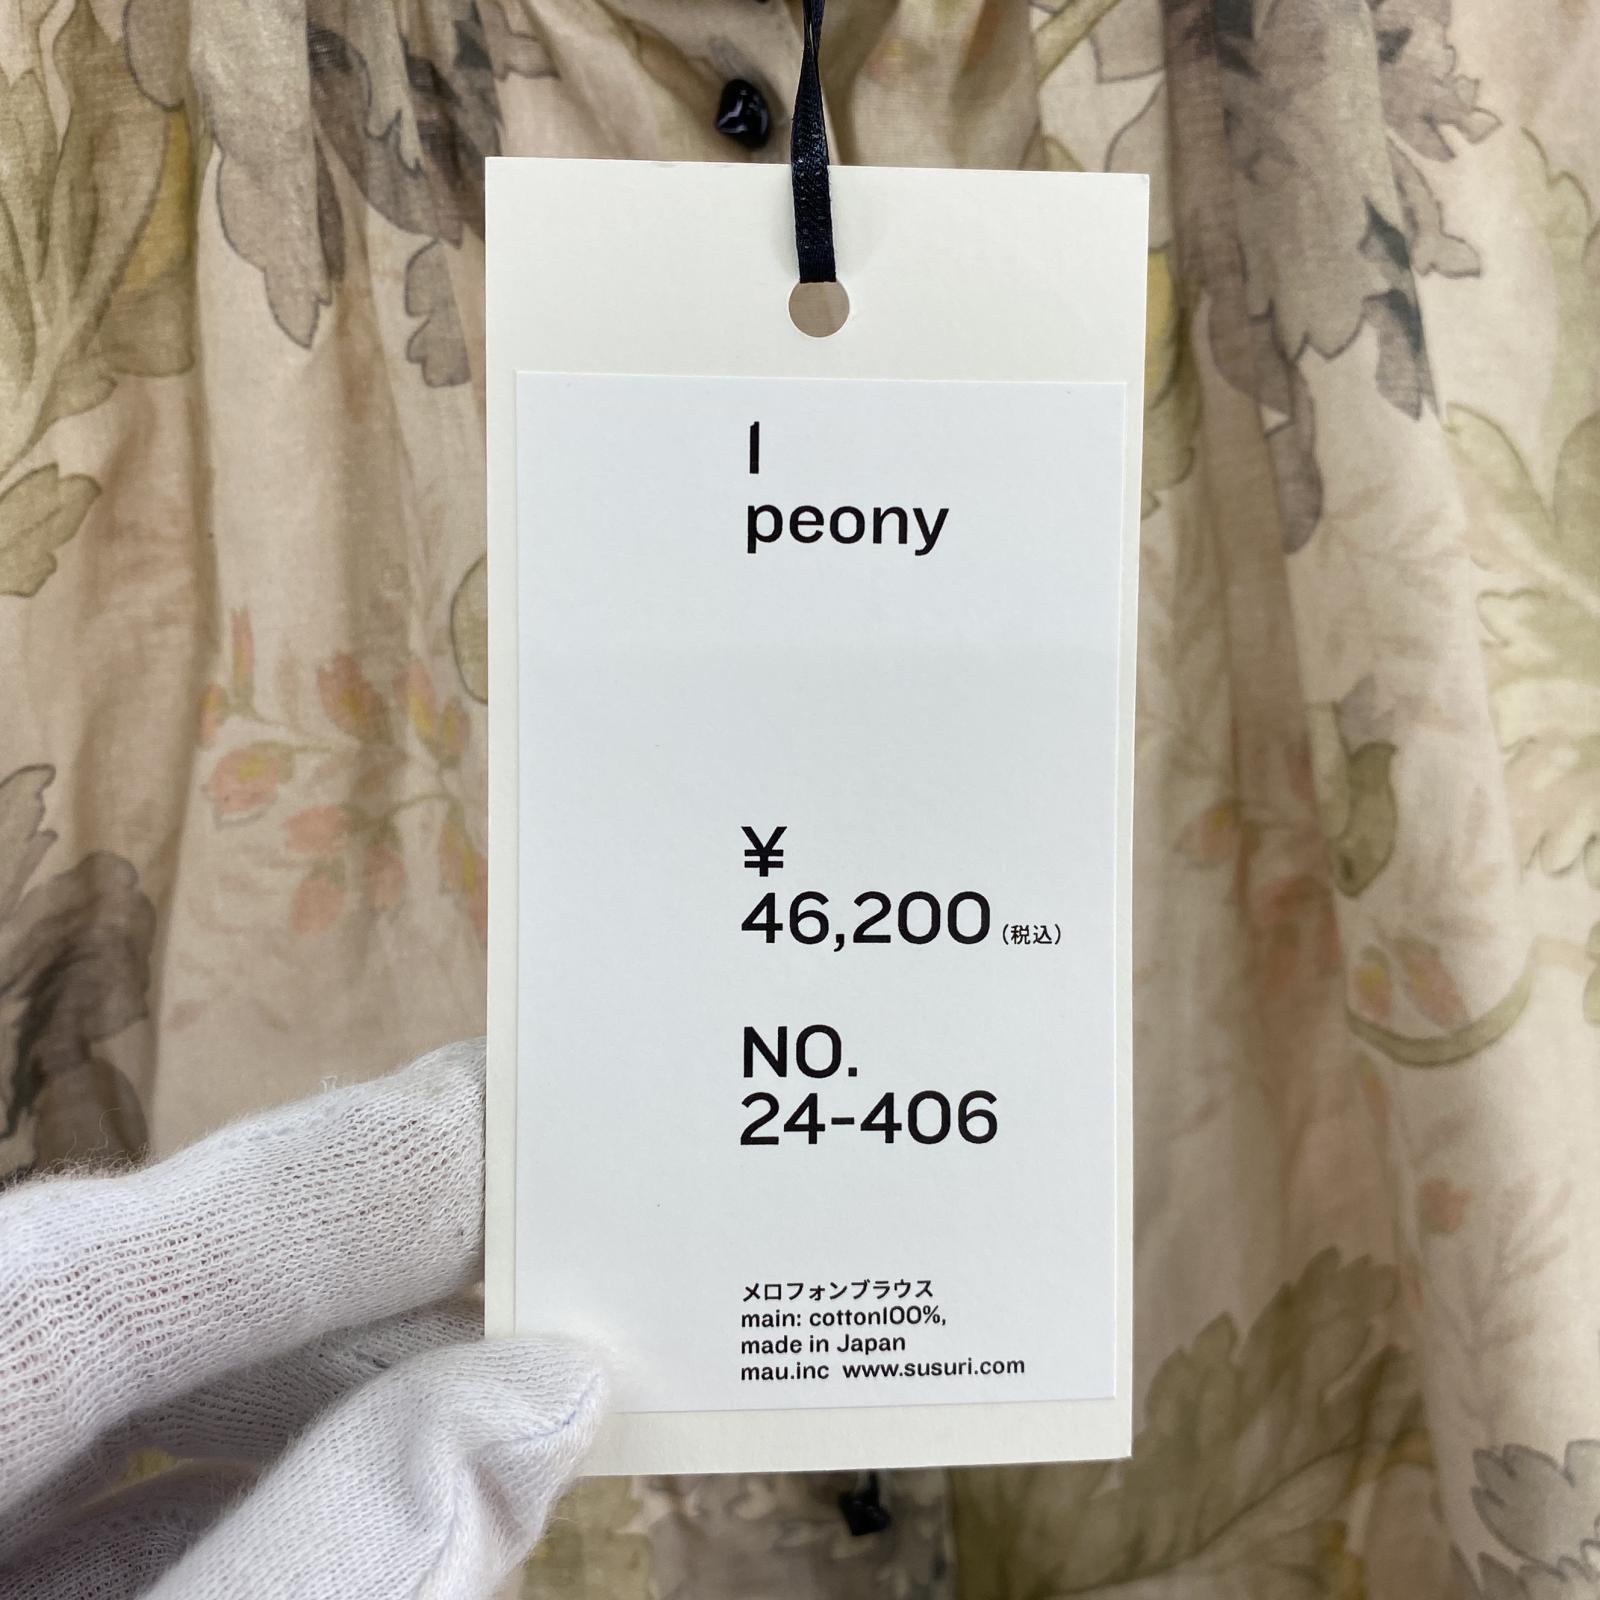 1
peony
¥
46,200(税込)
NO.
24-406
メロフォンブラウス
main: cotton100%,
made in Japan
mau.inc www.susuri.com